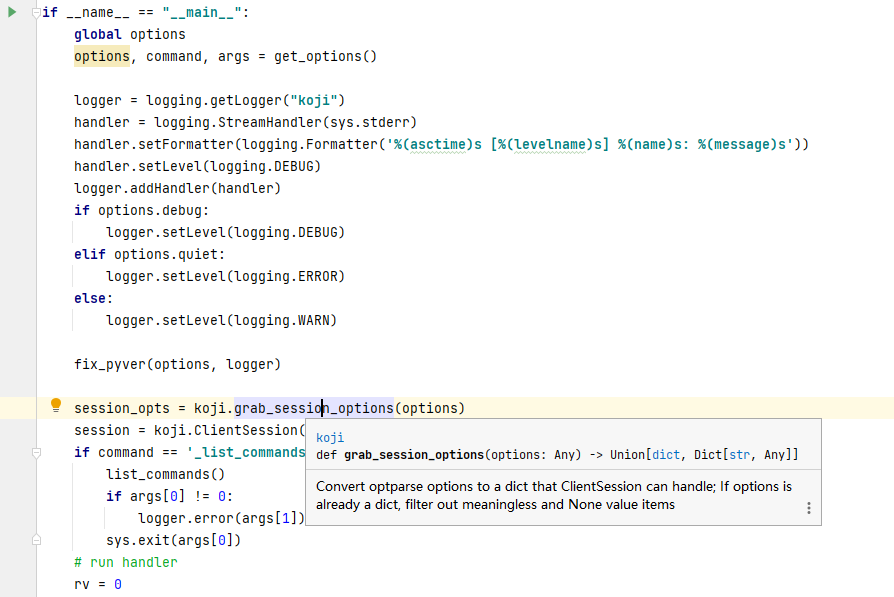 if __name__ == "__main__":
    global options
    options, command, args = get_options()

    logger = logging.getLogger("koji")
    handler = logging.StreamHandler(sys.stderr)
    handler.setFormatter(logging.Formatter('%(asctime)s [%(levelname)s] %(name)s: %(message)s'))
    handler.setLevel(logging.DEBUG)
    logger.addHandler(handler)
    if options.debug:
        logger.setLevel(logging.DEBUG)
    elif options.quiet:
        logger.setLevel(logging.ERROR)
    else:
        logger.setLevel(logging.WARN)

    fix_pyver(options, logger)

    session_opts = koji.grab_session_options(options)
    session = koji.ClientSession(
    if command == '_list_commands
        list_commands()
        if args[0] != 0:
            logger.error(args[1])
        sys.exit(args[0])
    # run handler
    rv = 0
koji
def grab_session_options(options: Any) -> Union[dict, Dict[str, Any]]
Convert optparse options to a dict that ClientSession can handle; If options is
already a dict, filter out meaningless and None value items